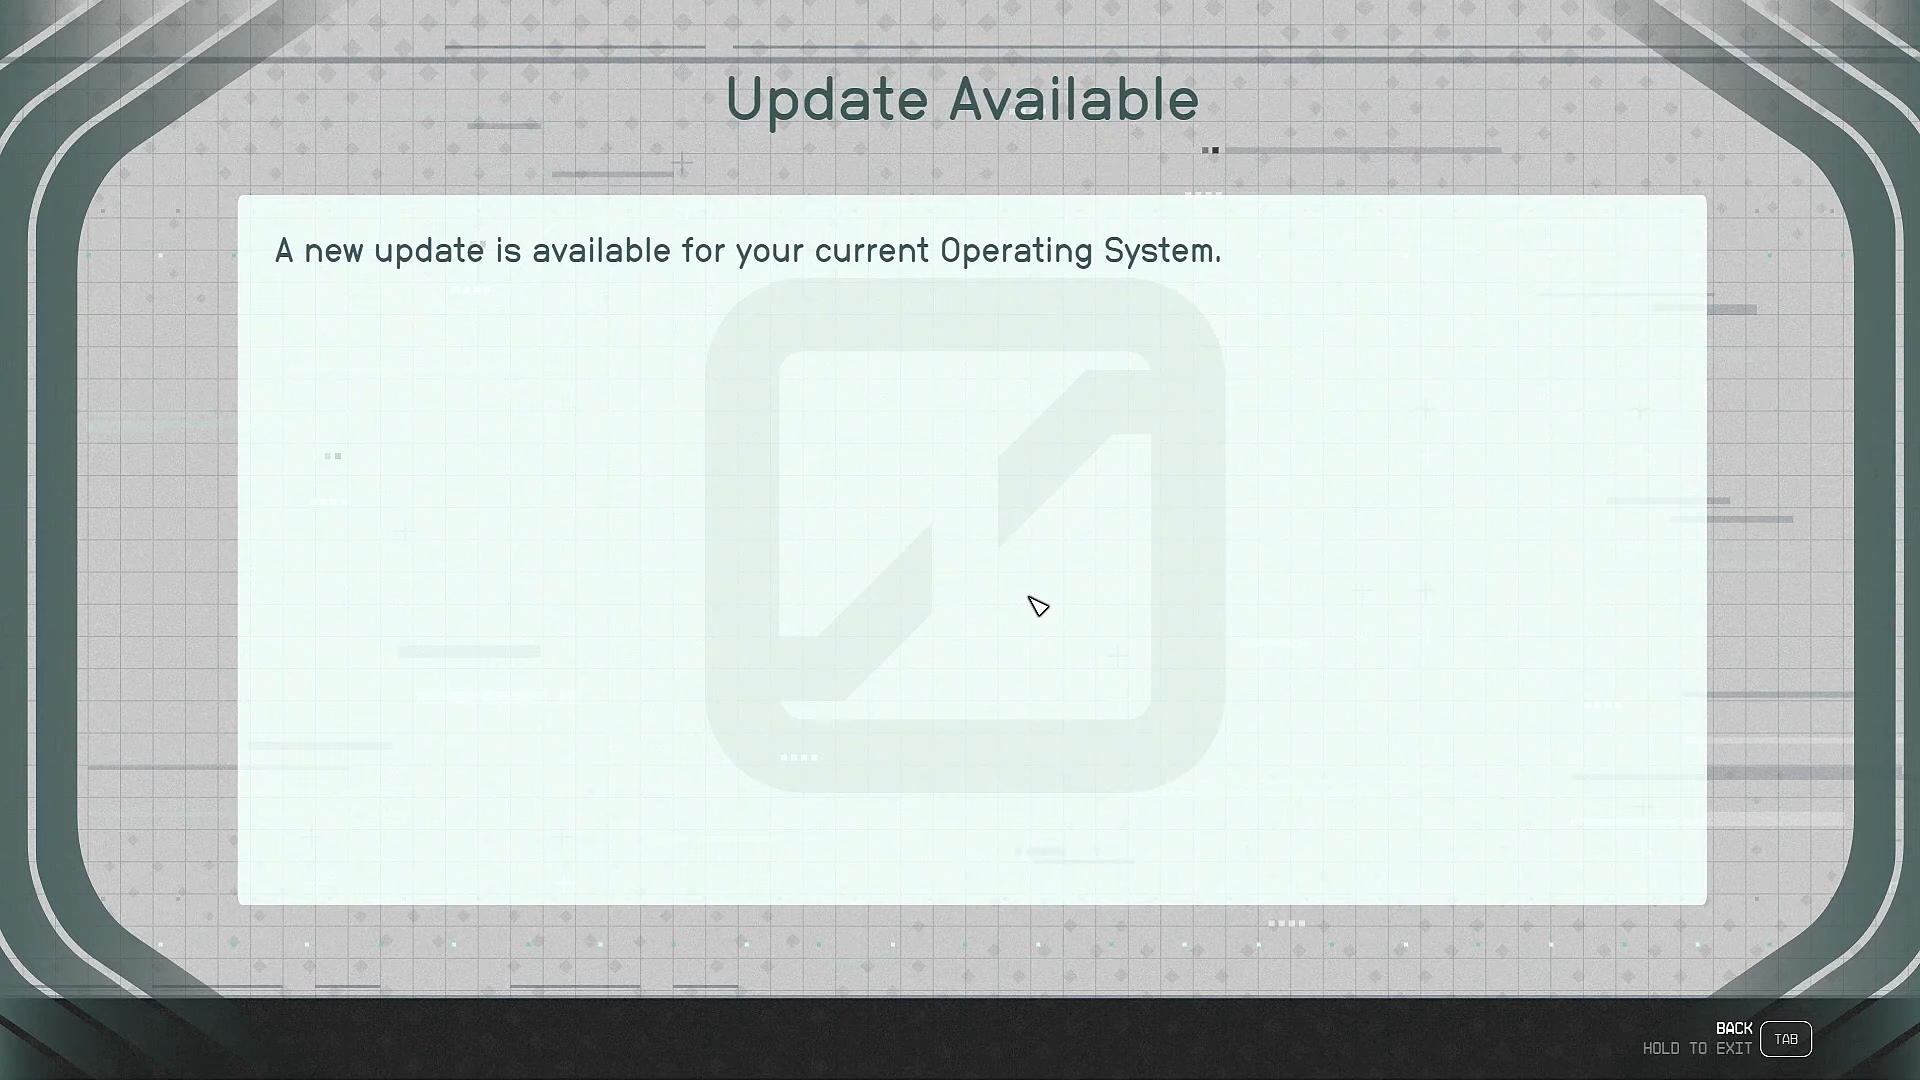 Update Available
A new update is available for your current Operating System.
BACK
HOLD TO EXIT
TAB